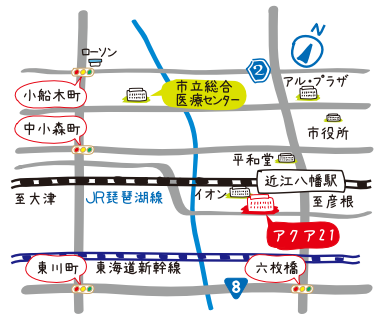 N
ローソン
2
アル・プラザ
小船木町
市立総合
医療センター
中小森町
市役所
平和堂
近江八幡駅
至大津
JR琵琶湖線
イオン
至彦根
アクア21
東川町
東海道新幹線
8
六枚橋